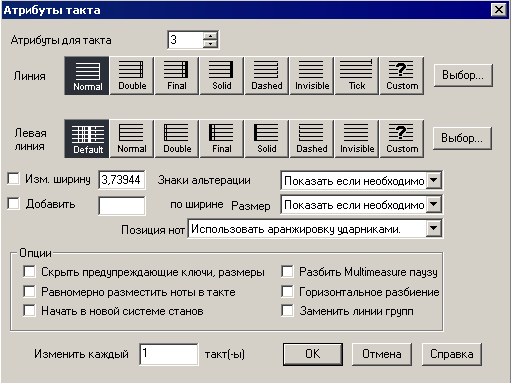 Атрибуты такта
Атрибуты для такта 3
Линия Normal Double Final Solid Dashed Invisible Tick Custom Выбор...
Левая линия Default Normal Double Final Solid Dashed Invisible Custom Выбор...
Изм. ширину 3,73944 Знаки альтерации Показать если необходимо
Добавить по ширине Размер Показать если необходимо
Позиция нот Использовать аранжировку ударниками.
Опции
Скрыть предупреждающие ключи, размеры Разбить Multimeasure паузу
Равномерно разместить ноты в такте Горизонтальное разбиение
Начать в новой системе станов Заменить линии групп
Изменить каждый 1 такт(-ы) OK Отмена Справка